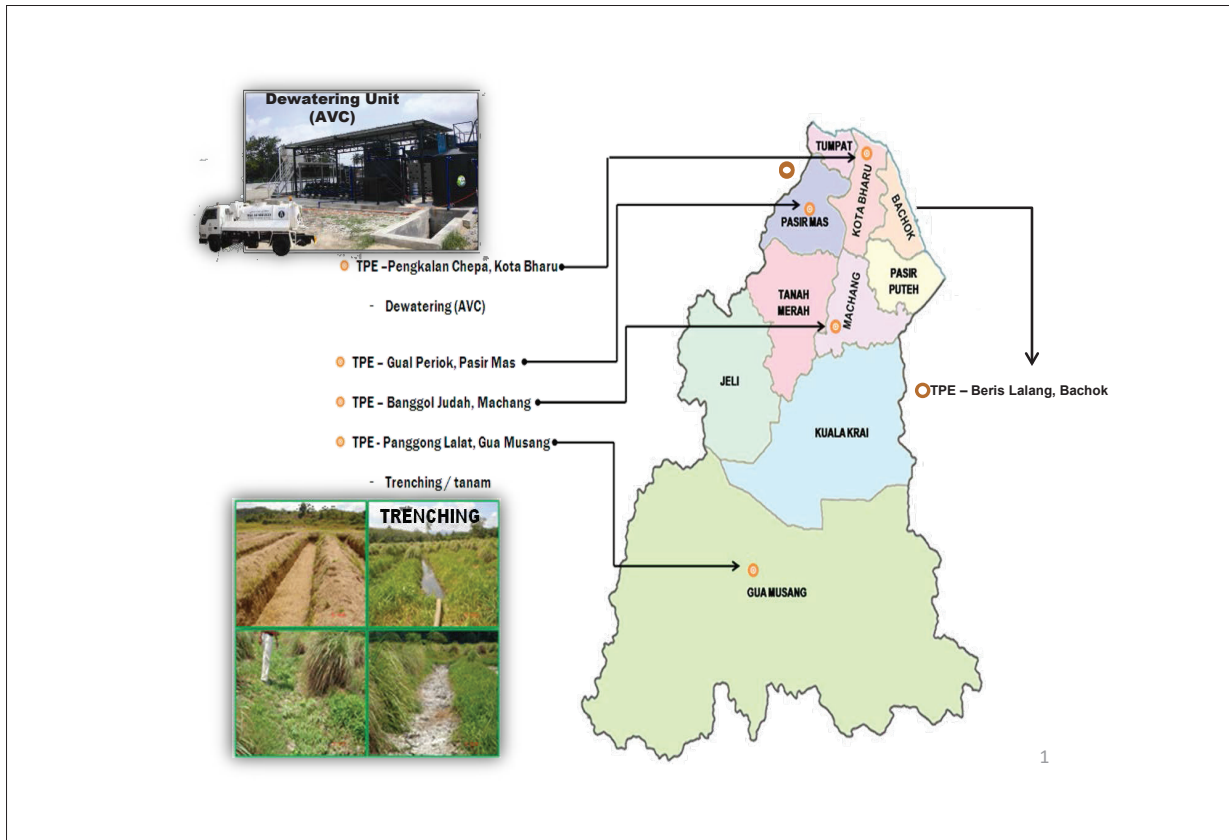 Dewatering Unit
(AVC)
TPE –Pengkalan Chepa, Kota Bharu
- Dewatering (AVC)
TPE – Gual Periok, Pasir Mas
TPE – Banggol Judah, Machang
TPE - Panggong Lalat, Gua Musang
- Trenching / tanam
TRENCHING
TUMPAT
KOTA BHARU
BACHOK
PASIR MAS
PASIR
PUTEH
TANAH
MERAH
MACHANG
JELI
KUALA KRAI
GUA MUSANG
TPE – Beris Lalang, Bachok
1